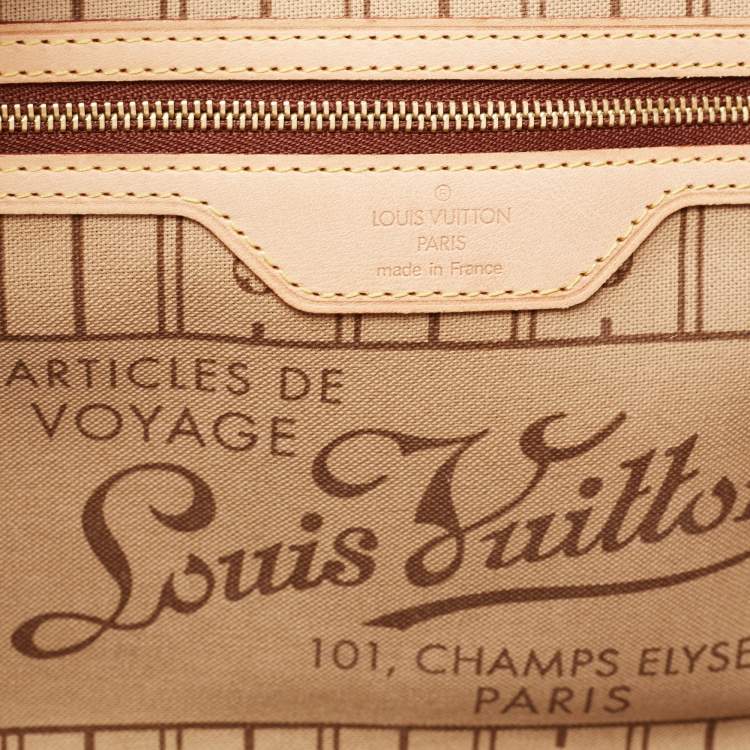 ®
LOUIS VUITTON
PARIS
made in France
ARTICLES DE
VOYAGE
Louis Vuitton
101, CHAMPS ELYSE
PARIS